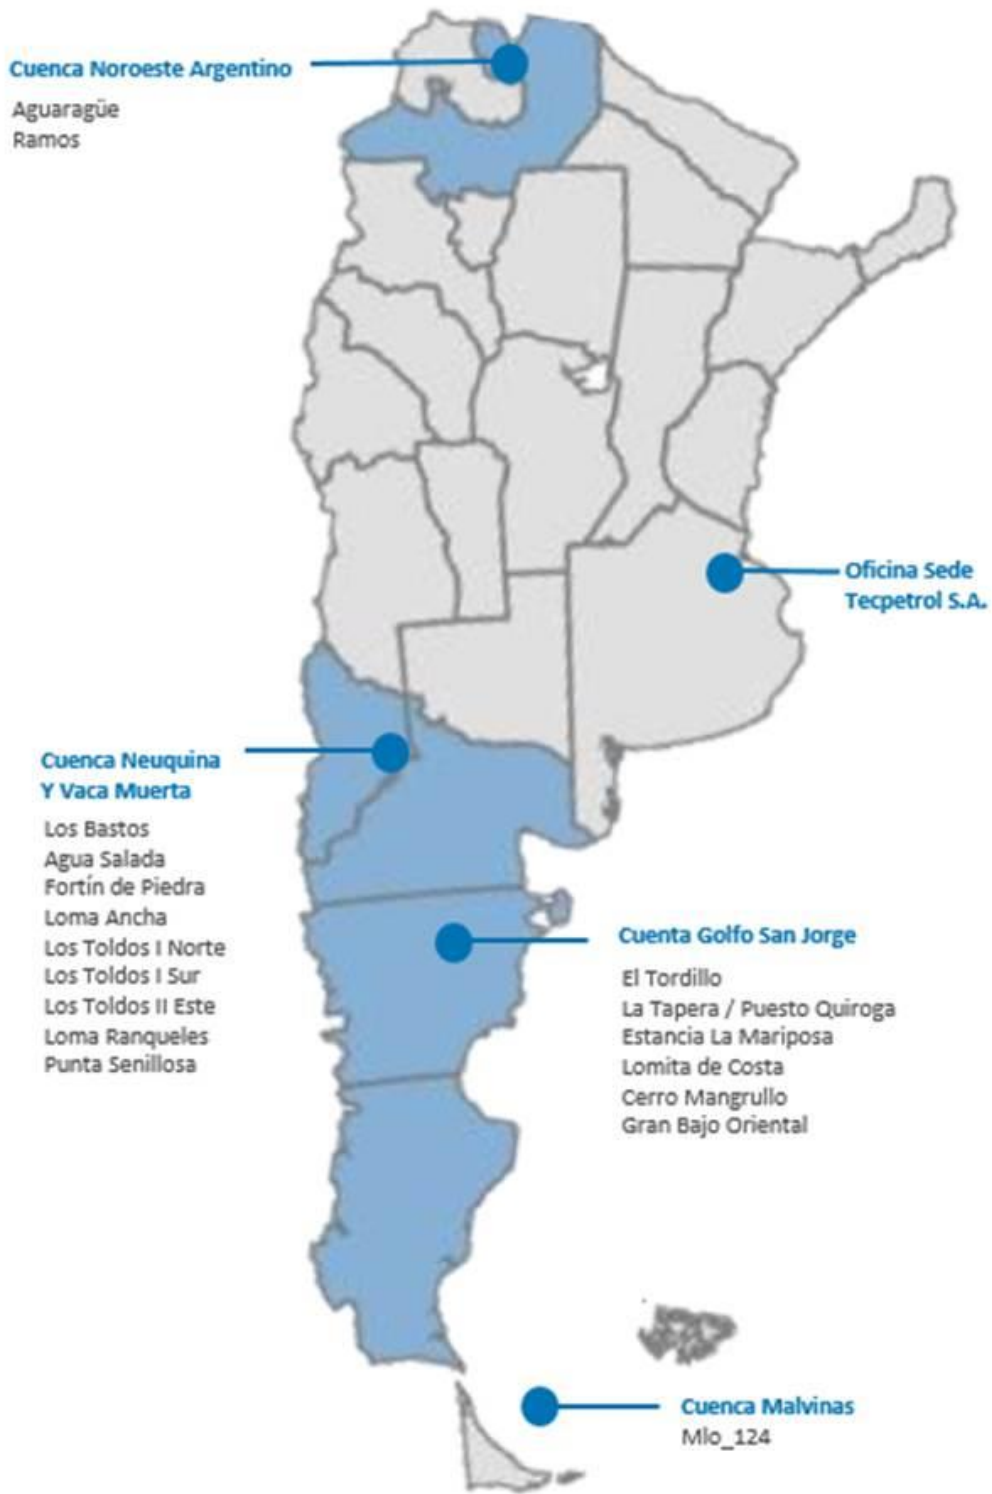 Cuenca Noroeste Argentino
Aguaragüe
Ramos
Oficina Sede
Tecpetrol S.A.
Cuenca Neuquina
Y Vaca Muerta
Los Bastos
Agua Salada
Fortín de Piedra
Loma Ancha
Los Toldos I Norte
Los Toldos I Sur
Los Toldos II Este
Loma Ranqueles
Punta Senillosa
Cuenta Golfo San Jorge
El Tordillo
La Tapera / Puesto Quiroga
Estancia La Mariposa
Lomita de Costa
Cerro Mangrullo
Gran Bajo Oriental
Cuenca Malvinas
Mlo_124